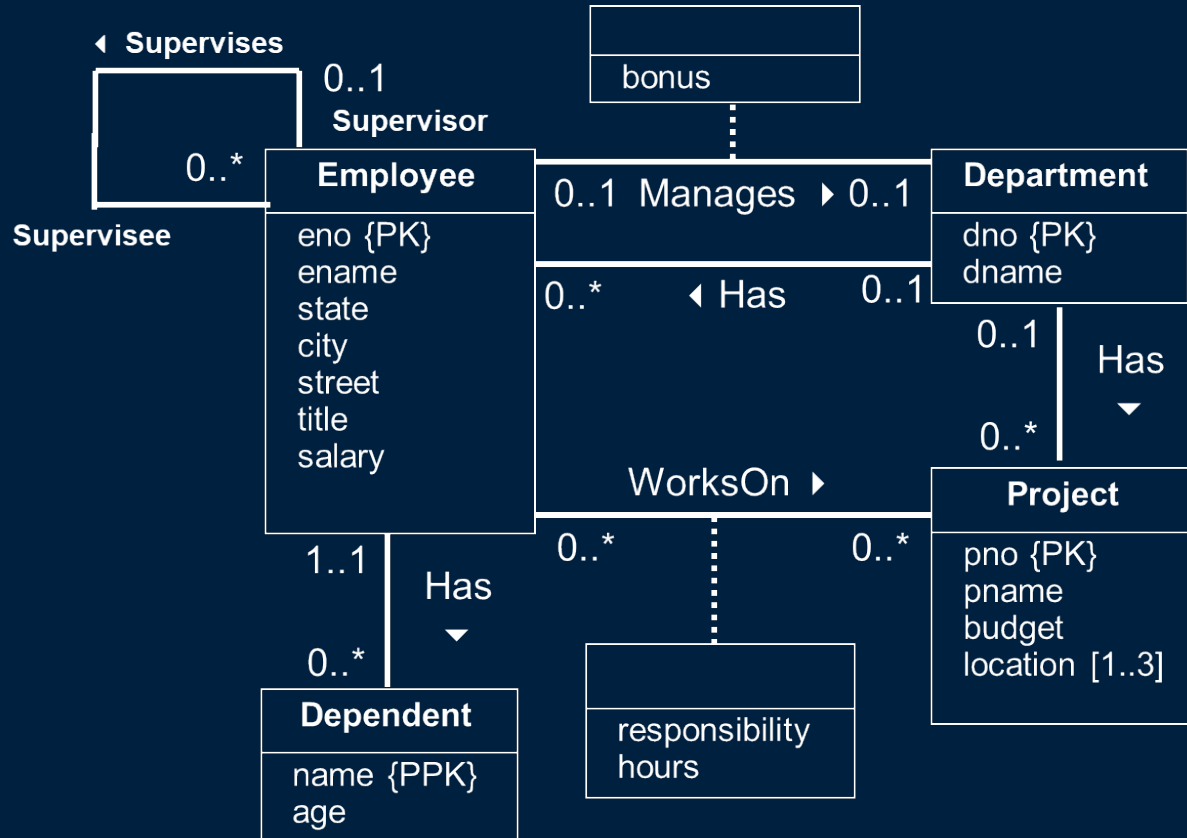 ◂ Supervises
0..1
Supervisor
0..*
Supervisee
bonus
Employee
eno {PK}
ename
state
city
street
title
salary
0..1 Manages ▸ 0..1
0..* ◂ Has 0..1
Department
dno {PK}
dname
0..1
Has
▾
0..*
WorksOn ▸
0..* 0..*
Project
pno {PK}
pname
budget
location [1..3]
1..1
Has
▾
0..*
Dependent
name {PPK}
age
responsibility
hours